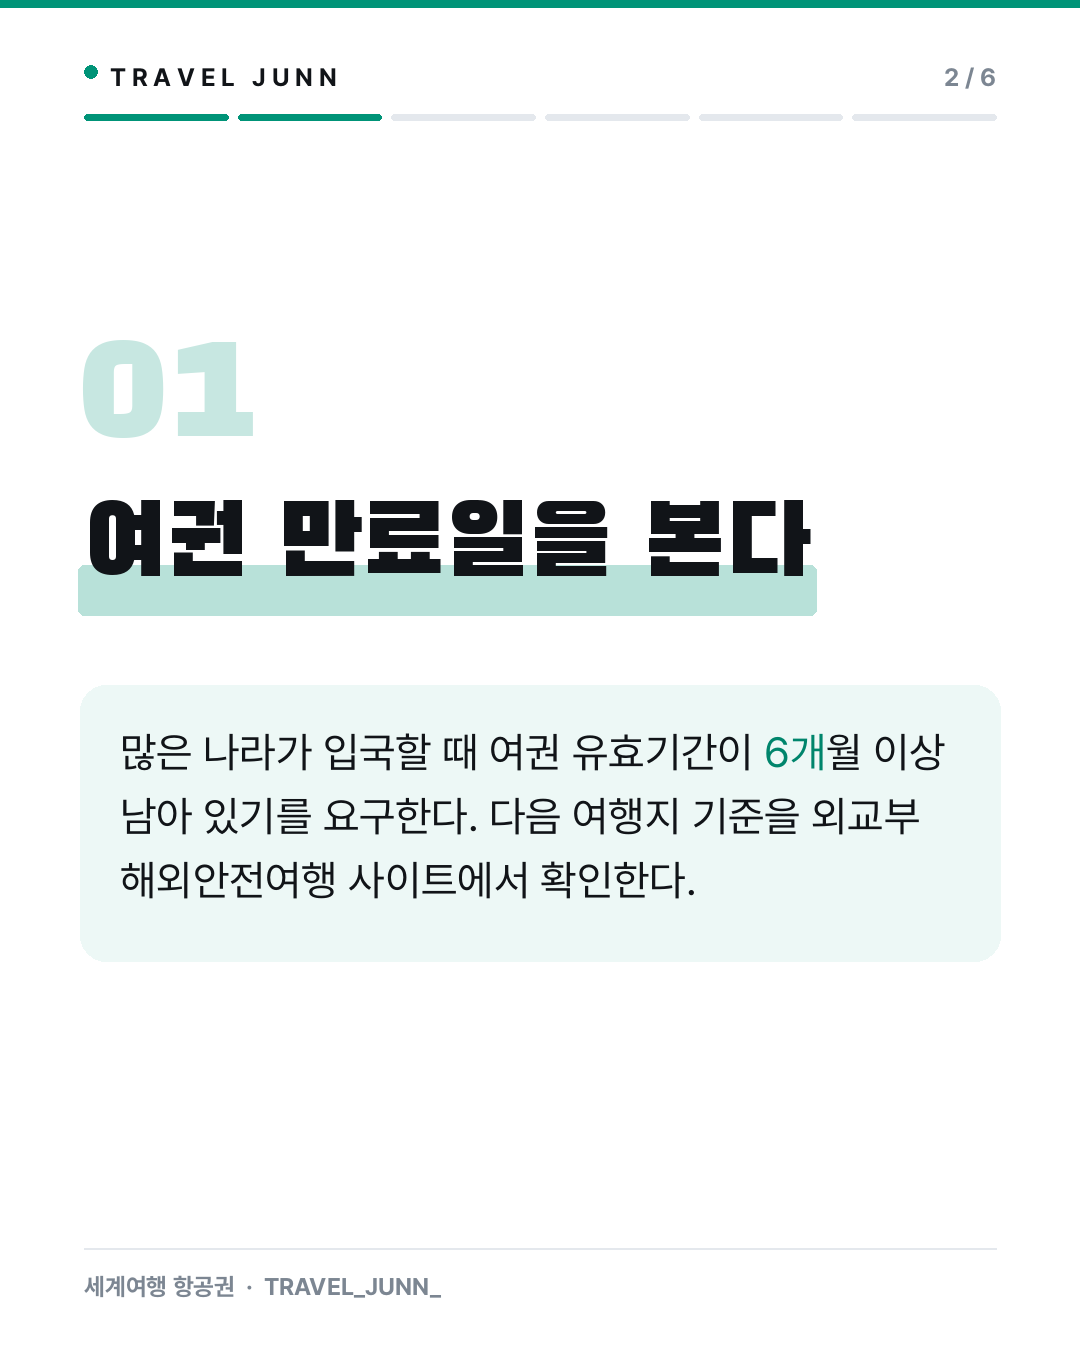 TRAVEL JUNN
2 / 6
01
여권 만료일을 본다
많은 나라가 입국할 때 여권 유효기간이 6개월 이상
남아 있기를 요구한다. 다음 여행지 기준을 외교부
해외안전여행 사이트에서 확인한다.
세계여행 항공권 · TRAVEL_JUNN_